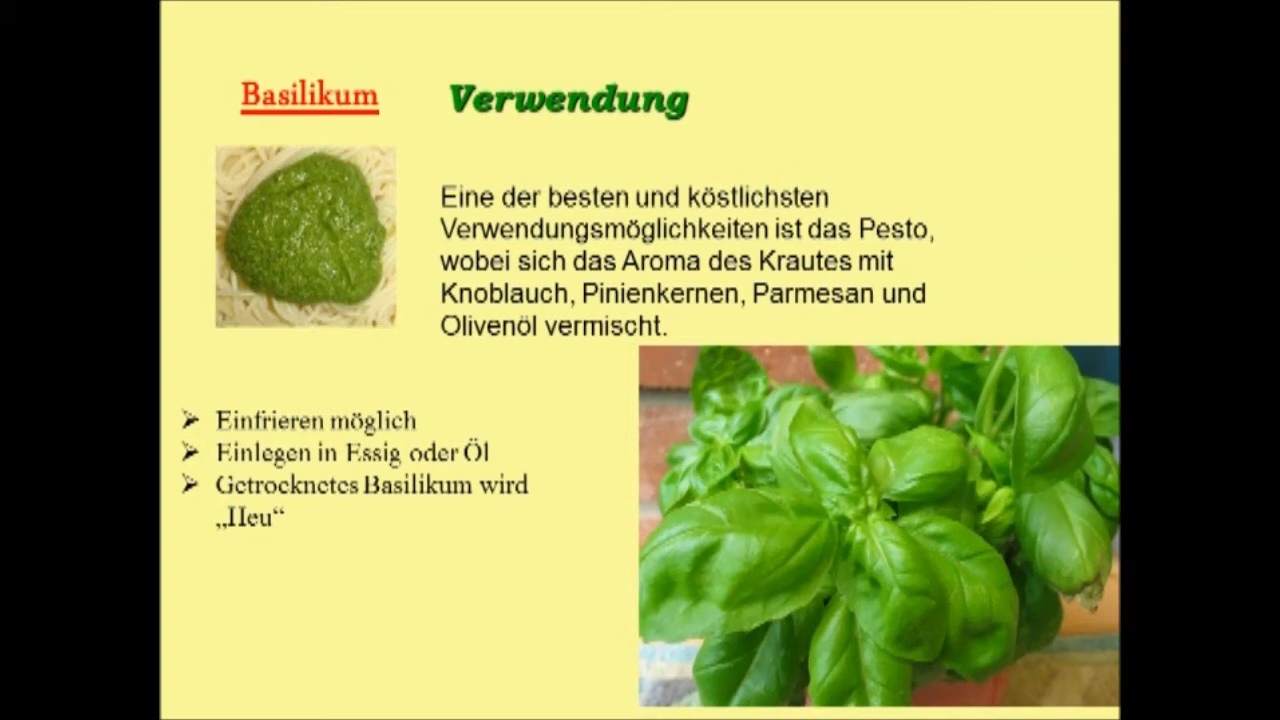 Basilikum Verwendung
Eine der besten und köstlichsten
Verwendungsmöglichkeiten ist das Pesto,
wobei sich das Aroma des Krautes mit
Knoblauch, Pinienkernen, Parmesan und
Olivenöl vermischt.
➢ Einfrieren möglich
➢ Einlegen in Essig oder Öl
➢ Getrocknetes Basilikum wird
„Heu“